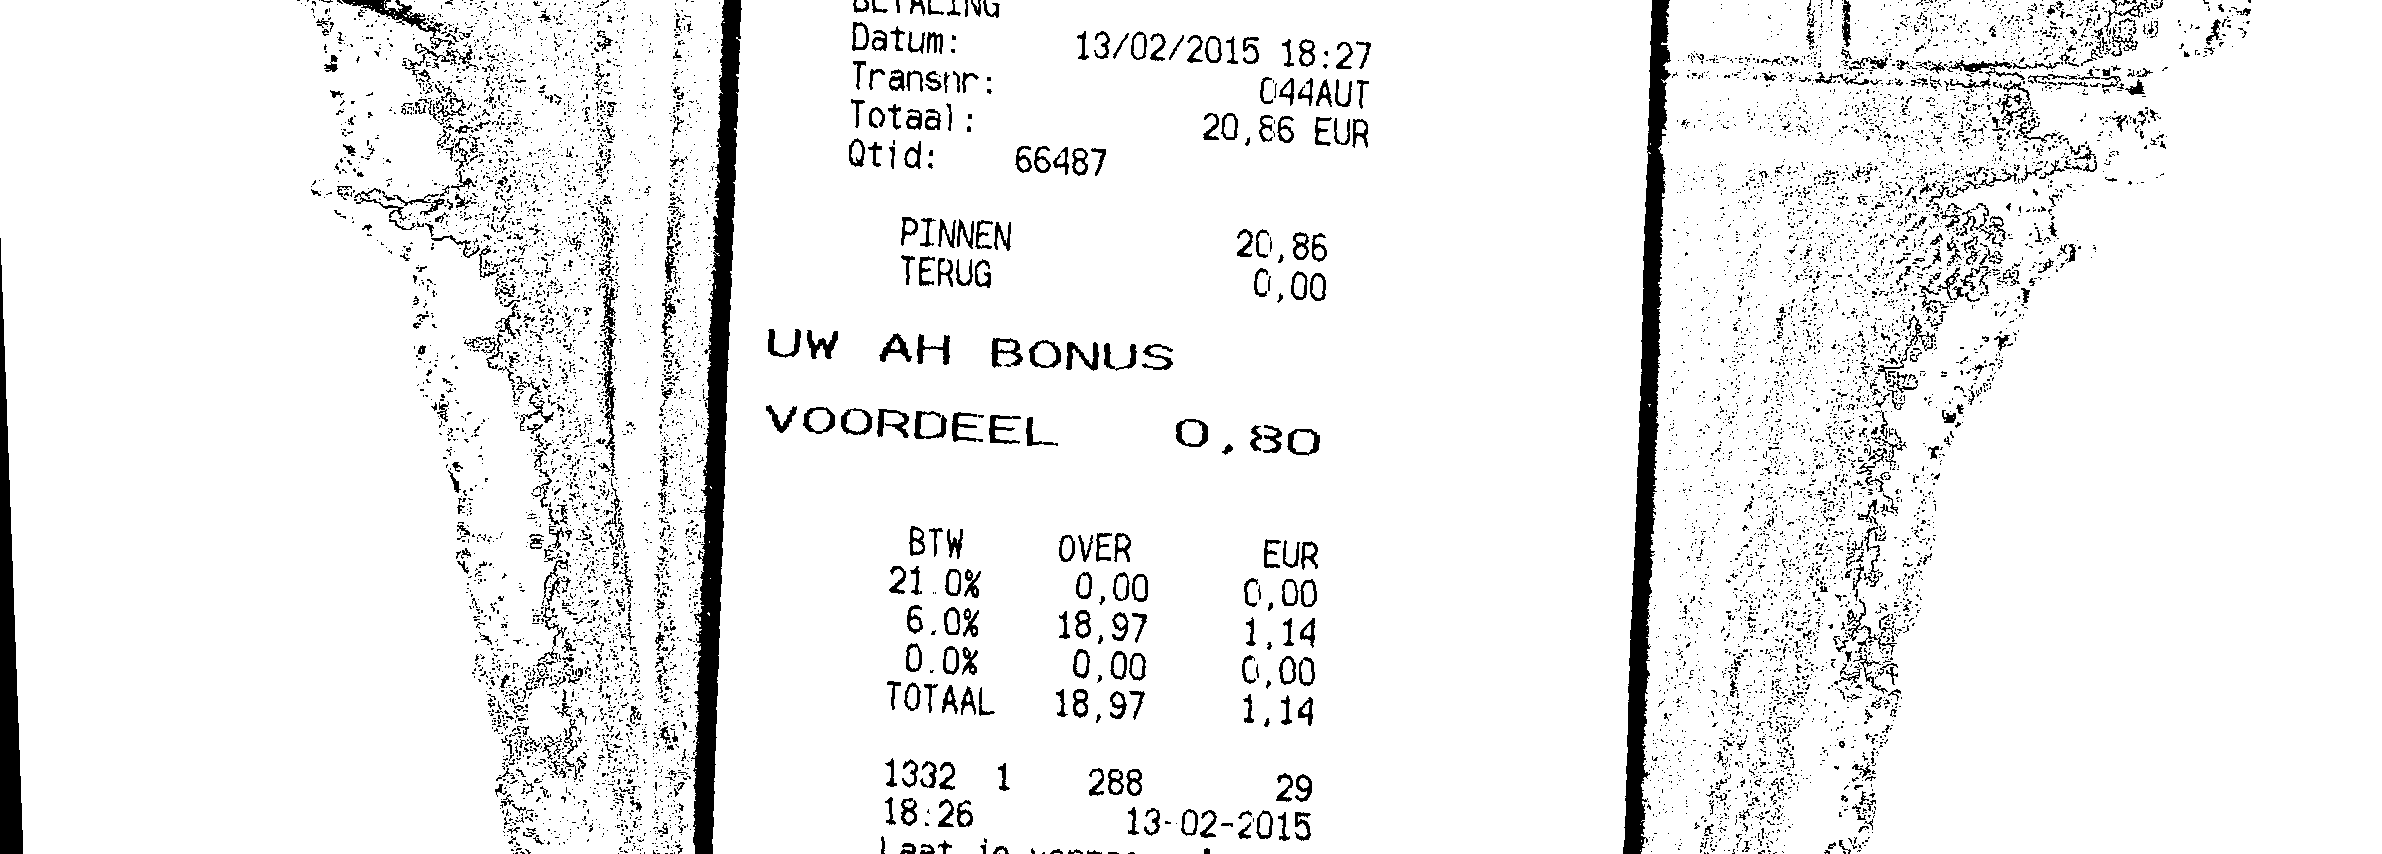 BETALING
Datum: 13/02/2015 18:27
Transnr: 044AUT
Totaal: 20,86 EUR
Qtid: 66487
PINNEN 20,86
TERUG 0,00
UW AH BONUS
VOORDEEL 0,80
BTW OVER EUR
21.0% 0,00 0,00
6.0% 18,97 1,14
0.0% 0,00 0,00
TOTAAL 18,97 1,14
1332 1 288 29
18:26 13-02-2015
Laat je